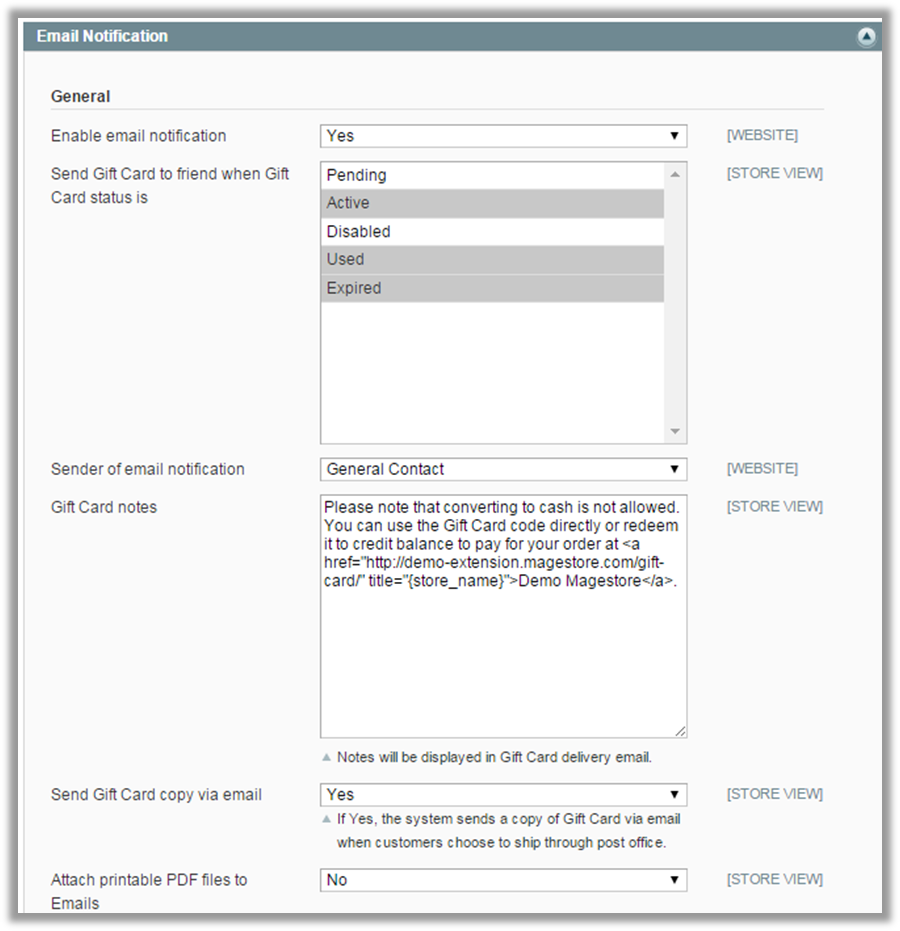 Email Notification
General
Enable email notification
Yes
[WEBSITE]
Send Gift Card to friend when Gift
Card status is
Pending
Active
Disabled
Used
Expired
[STORE VIEW]
Sender of email notification
General Contact
[WEBSITE]
Gift Card notes
Please note that converting to cash is not allowed.
You can use the Gift Card code directly or redeem
it to credit balance to pay for your order at <a
href="http://demo-extension.magestore.com/gift-
card/" title="{store_name}">Demo Magestore</a>.
[STORE VIEW]
Notes will be displayed in Gift Card delivery email.
Send Gift Card copy via email
Yes
[STORE VIEW]
If Yes, the system sends a copy of Gift Card via email
when customers choose to ship through post office.
Attach printable PDF files to
Emails
No
[STORE VIEW]